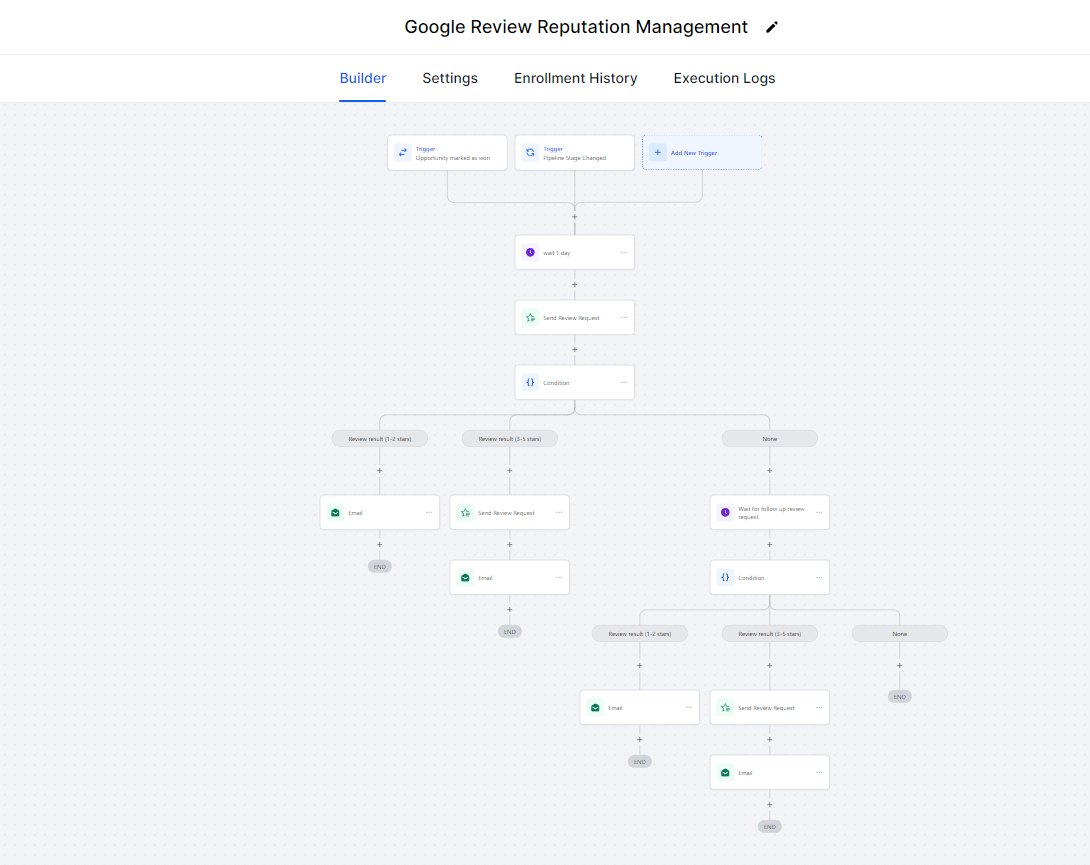 Google Review Reputation Management
Builder Settings Enrollment History Execution Logs
Trigger
Opportunity marked as won
Trigger
Pipeline Stage Changed
Add New Trigger
wait 1 day
Send Review Request
Condition
Review result (1-2 stars)
Review result (3-5 stars)
None
Email
Send Review Request
Wait for follow up review
request
END
Email
Condition
END
Review result (1-2 stars)
Review result (3-5 stars)
None
END
Email
Send Review Request
END
Email
END